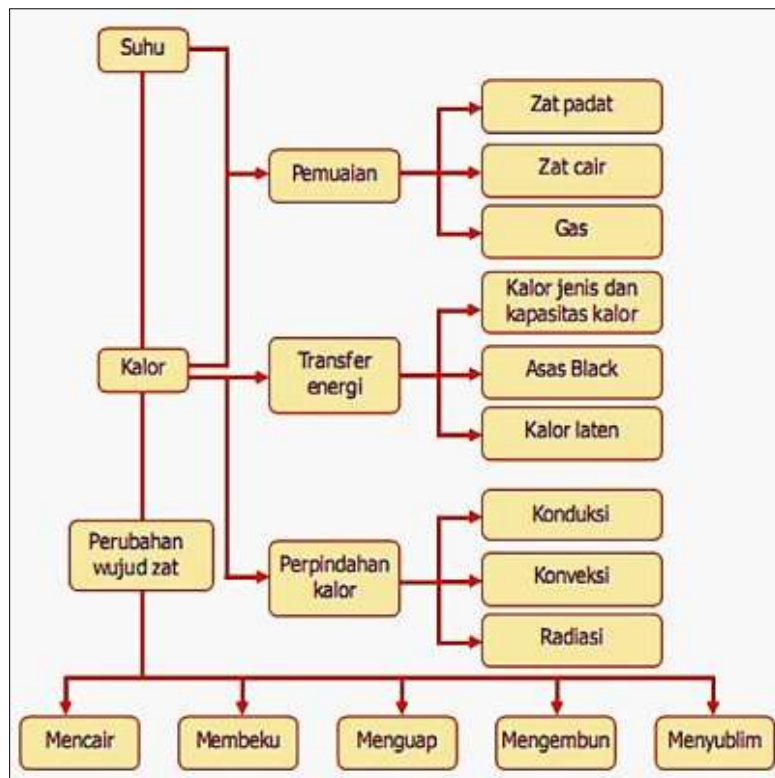 Suhu
Zat padat
Pemuaian
Zat cair
Gas
Kalor jenis dan
kapasitas kalor
Kalor
Transfer
energi
Asas Black
Kalor laten
Perubahan
wujud zat
Perpindahan
kalor
Konduksi
Konveksi
Radiasi
Mencair
Membeku
Menguap
Mengembun
Menyublim